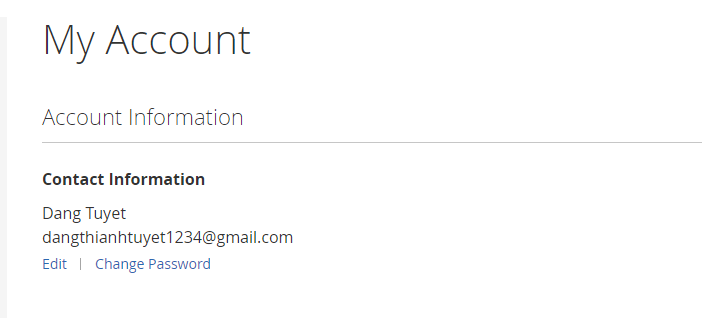 My Account
Account Information
Contact Information
Dang Tuyet
dangthianhtuyet1234@gmail.com
Edit | Change Password